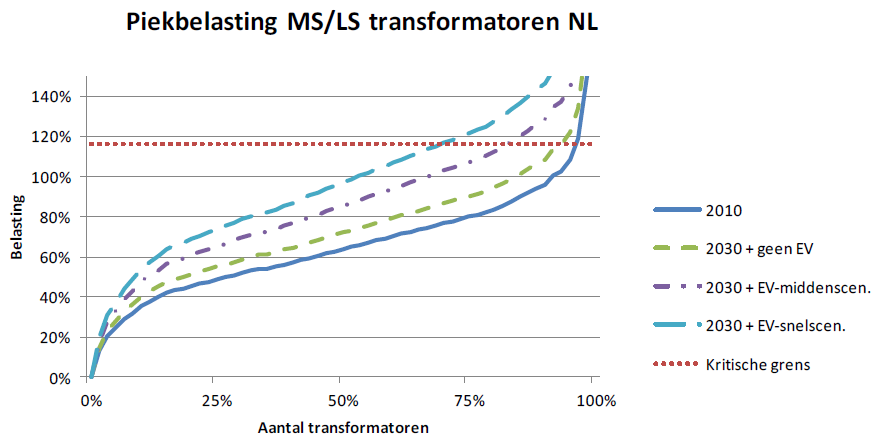 Piekbelasting MS/LS transformatoren NL
140%
120%
100%
80%
60%
40%
20%
0%
Belasting
0%
25%
50%
75%
100%
Aantal transformatoren
2010
2030 + geen EV
2030 + EV-middenscen.
2030 + EV-snelscen.
Kritische grens